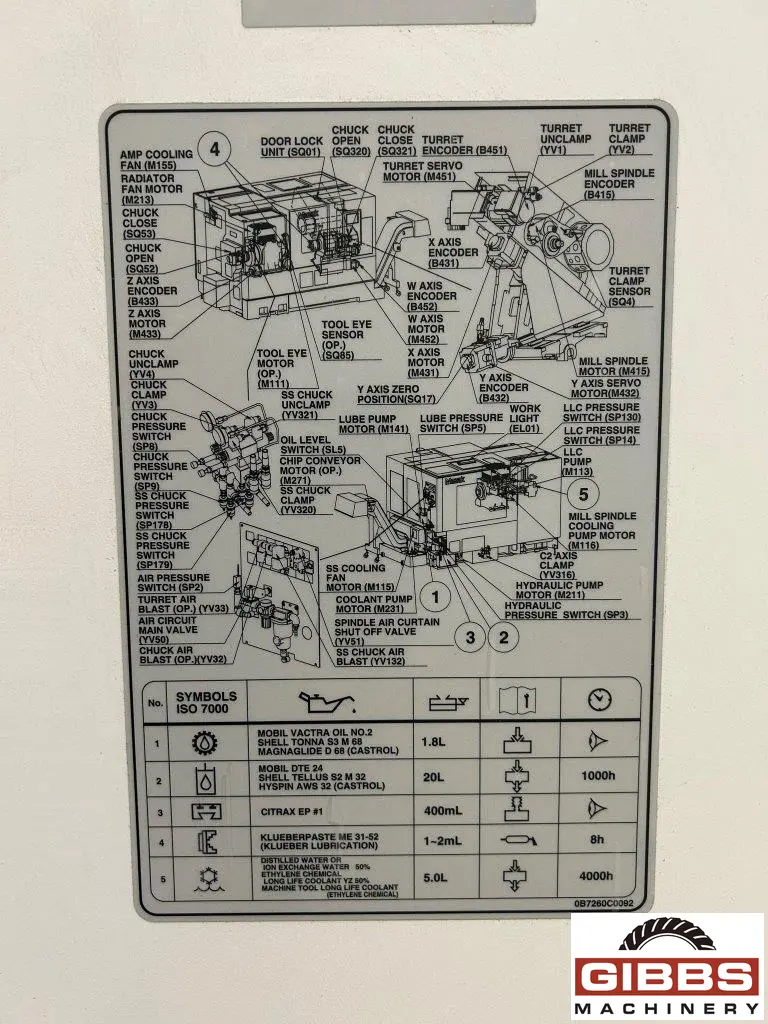 4
AMP COOLING
FAN (M155)
RADIATOR
FAN MOTOR
(M213)
CHUCK
CLOSE
(SQ53)
CHUCK
OPEN
(SQ52)
Z AXIS
ENCODER
(B433)
Z AXIS
MOTOR
(M433)
DOOR LOCK
UNIT (SQ01)
CHUCK
OPEN
(SQ320)
CHUCK
CLOSE
(SQ321)
TURRET
ENCODER (B451)
TURRET SERVO
MOTOR (M451)
TURRET
UNCLAMP
(YV1)
TURRET
CLAMP
(YV2)
MILL SPINDLE
ENCODER
(B415)
X AXIS
ENCODER
(B431)
W AXIS
ENCODER
(B452)
W AXIS
MOTOR
(M452)
X AXIS
MOTOR
(M431)
TURRET
CLAMP
SENSOR
(SQ4)
TOOL EYE
SENSOR
(OP.)
(SQ85)
TOOL EYE
MOTOR
(OP.)
(M111)
Y AXIS ZERO
POSITION(SQ17)
Y AXIS
ENCODER
(B432)
MILL SPINDLE
MOTOR (M415)
Y AXIS SERVO
MOTOR(M432)
CHUCK
UNCLAMP
(YV4)
CHUCK
CLAMP
(YV3)
CHUCK
PRESSURE
SWITCH
(SP8)
CHUCK
PRESSURE
SWITCH
(SP9)
SS CHUCK
PRESSURE
SWITCH
(SP178)
SS CHUCK
PRESSURE
SWITCH
(SP179)
SS CHUCK
UNCLAMP
(YV321)
LUBE PUMP
MOTOR (M141)
LUBE PRESSURE
SWITCH (SP5)
WORK
LIGHT
(EL01)
LLC PRESSURE
SWITCH (SP130)
LLC PRESSURE
SWITCH (SP14)
LLC
PUMP
(M113)
5
OIL LEVEL
SWITCH (SL5)
CHIP CONVEYOR
MOTOR (OP.)
(M271)
SS CHUCK
CLAMP
(YV320)
MILL SPINDLE
COOLING
PUMP MOTOR
(M116)
C2 AXIS
CLAMP
(YV316)
HYDRAULIC PUMP
MOTOR (M211)
HYDRAULIC
PRESSURE SWITCH (SP3)
SS COOLING
FAN
MOTOR (M115)
COOLANT PUMP
MOTOR (M231)
1
3
2
AIR PRESSURE
SWITCH (SP2)
TURRET AIR
BLAST (OP.) (YV33)
AIR CIRCUIT
MAIN VALVE
(YV50)
CHUCK AIR
BLAST (OP.)(YV32)
SPINDLE AIR CURTAIN
SHUT OFF VALVE
(YV51)
SS CHUCK AIR
BLAST (YV132)
No. SYMBOLS
ISO 7000
1 MOBIL VACTRA OIL NO.2
SHELL TONNA S3 M 68
MAGNAGLIDE D 68 (CASTROL)
1.8L
2 MOBIL DTE 24
SHELL TELLUS S2 M 32
HYSPIN AWS 32 (CASTROL)
20L 1000h
3 CITRAX EP #1 400mL
4 KLUEBERPASTE ME 31-52
(KLUEBER LUBRICATION)
1~2mL 8h
5 DISTILLED WATER OR
ION EXCHANGE WATER 50%
ETHYLENE CHEMICAL
LONG LIFE COOLANT YZ 50%
MACHINE TOOL LONG LIFE COOLANT
(ETHYLENE CHEMICAL)
5.0L 4000h
0B7260C0092
GIBBS
MACHINERY